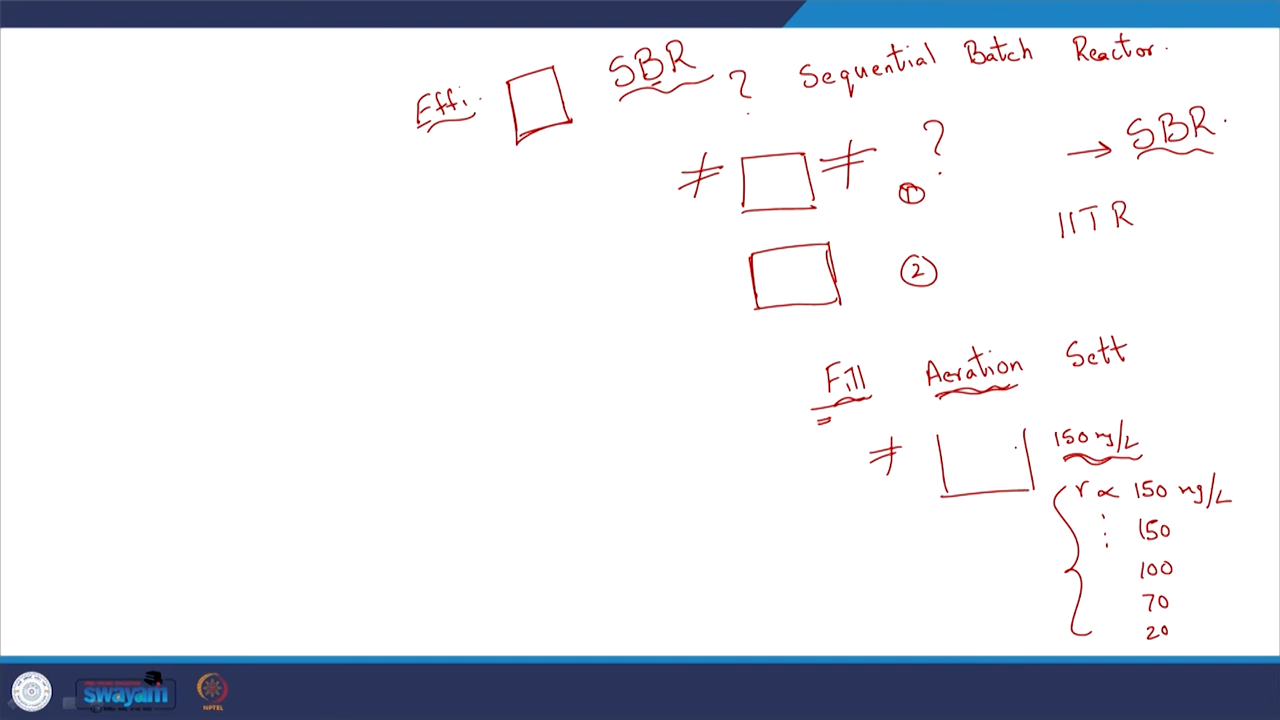 Effi. SBR ? Sequential Batch Reactor.
≠ ≠ ? → SBR.
①
IITR
②
Fill Aeration Sett
≠ 150 mg/L
r ∝ 150 mg/L
150
100
70
20
swayam
NPTEL